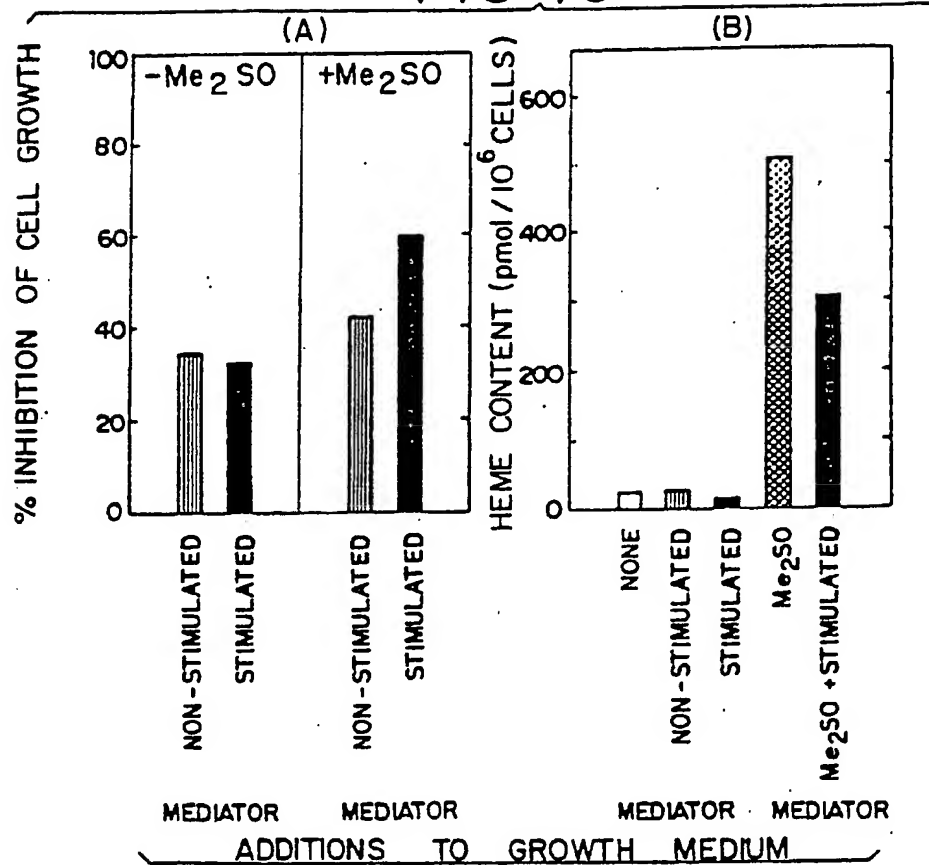 (A)
% INHIBITION OF CELL GROWTH
100
80
60
40
20
0
-Me2SO
+Me2SO
NON-STIMULATED
STIMULATED
NON-STIMULATED
STIMULATED
MEDIATOR
MEDIATOR
(B)
HEME CONTENT (pmol/10^6 CELLS)
600
400
200
0
NONE
NON-STIMULATED
STIMULATED
Me2SO
Me2SO +STIMULATED
MEDIATOR
MEDIATOR
ADDITIONS TO GROWTH MEDIUM